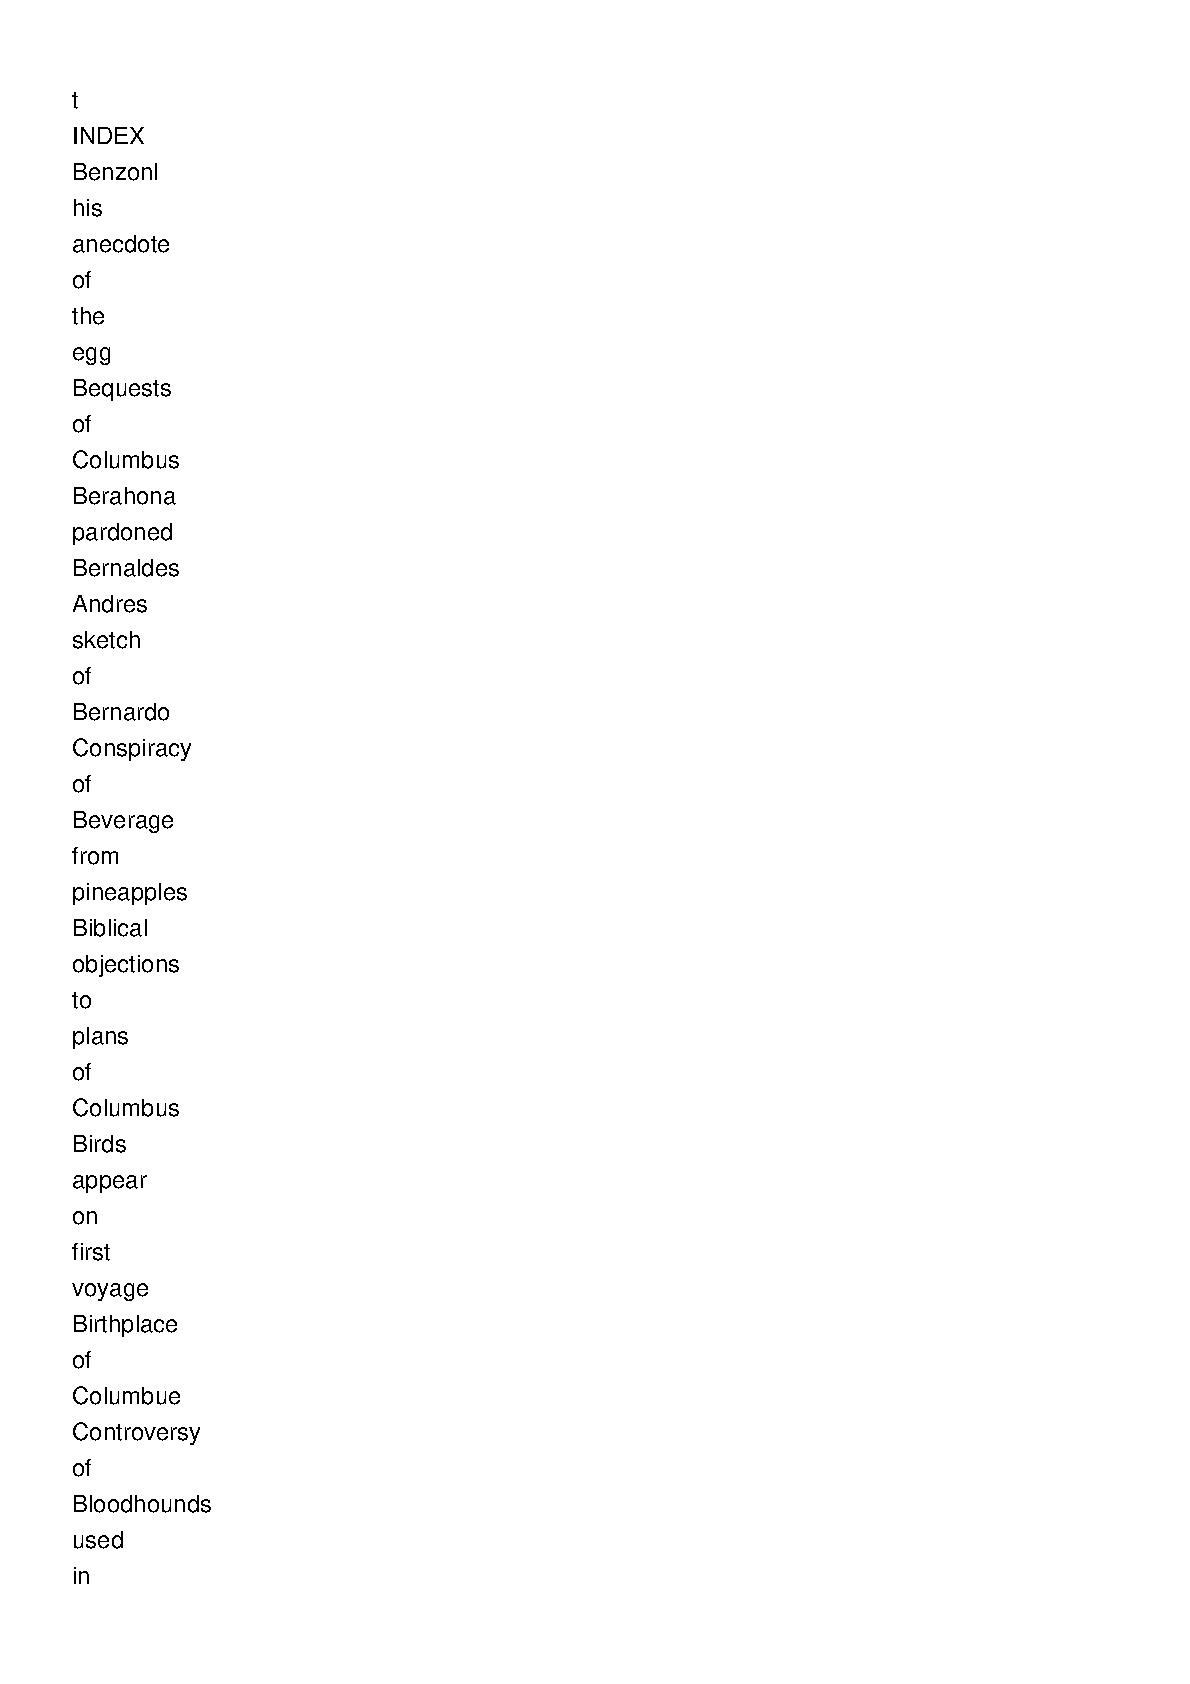 t
INDEX
Benzonl
his
anecdote
of
the
egg
Bequests
of
Columbus
Berahona
pardoned
Bernaldes
Andres
sketch
of
Bernardo
Conspiracy
of
Beverage
from
pineapples
Biblical
objections
to
plans
of
Columbus
Birds
appear
on
first
voyage
Birthplace
of
Columbue
Controversy
of
Bloodhounds
used
in